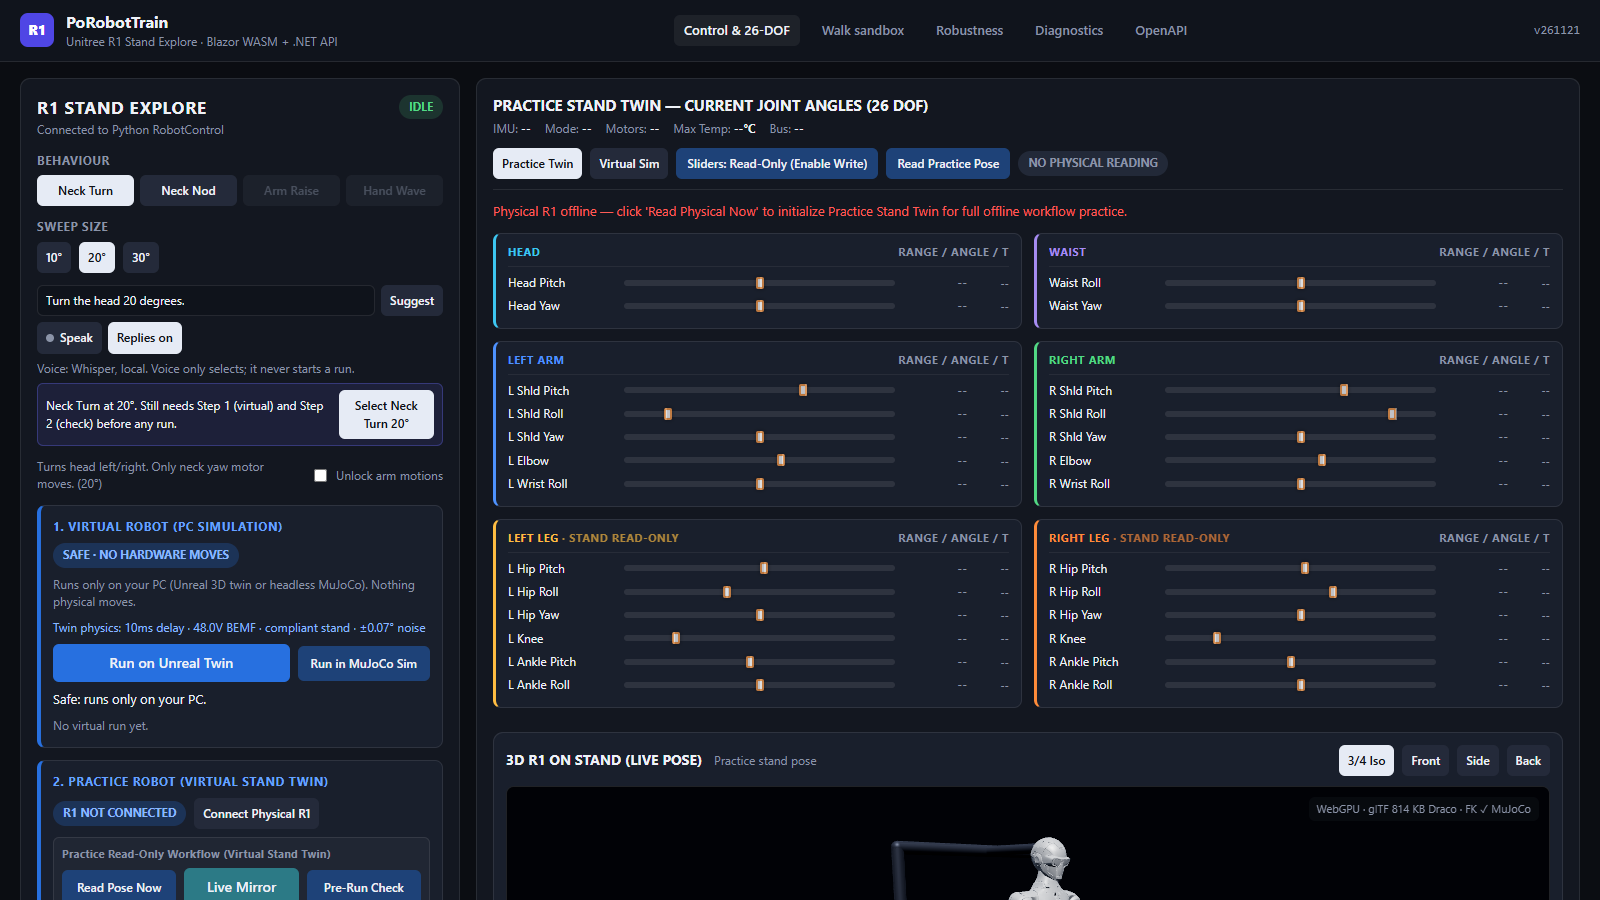 R1
PoRobotTrain
Unitree R1 Stand Explore · Blazor WASM + .NET API
Control & 26-DOF
Walk sandbox
Robustness
Diagnostics
OpenAPI
v261121
R1 STAND EXPLORE
IDLE
Connected to Python RobotControl
BEHAVIOUR
Neck Turn
Neck Nod
Arm Raise
Hand Wave
SWEEP SIZE
10°
20°
30°
Turn the head 20 degrees.
Suggest
Speak
Replies on
Voice: Whisper, local. Voice only selects; it never starts a run.
Neck Turn at 20°. Still needs Step 1 (virtual) and Step
2 (check) before any run.
Select Neck
Turn 20°
Turns head left/right. Only neck yaw motor
moves. (20°)
Unlock arm motions
1. VIRTUAL ROBOT (PC SIMULATION)
SAFE · NO HARDWARE MOVES
Runs only on your PC (Unreal 3D twin or headless MuJoCo). Nothing
physical moves.
Twin physics: 10ms delay · 48.0V BEMF · compliant stand · ±0.07° noise
Run on Unreal Twin
Run in MuJoCo Sim
Safe: runs only on your PC.
No virtual run yet.
2. PRACTICE ROBOT (VIRTUAL STAND TWIN)
R1 NOT CONNECTED
Connect Physical R1
Practice Read-Only Workflow (Virtual Stand Twin)
Read Pose Now
Live Mirror
Pre-Run Check
PRACTICE STAND TWIN — CURRENT JOINT ANGLES (26 DOF)
IMU: -- Mode: -- Motors: -- Max Temp: --°C Bus: --
Practice Twin
Virtual Sim
Sliders: Read-Only (Enable Write)
Read Practice Pose
NO PHYSICAL READING
Physical R1 offline — click 'Read Physical Now' to initialize Practice Stand Twin for full offline workflow practice.
HEAD RANGE / ANGLE / T
Head Pitch -- --
Head Yaw -- --
WAIST RANGE / ANGLE / T
Waist Roll -- --
Waist Yaw -- --
LEFT ARM RANGE / ANGLE / T
L Shld Pitch -- --
L Shld Roll -- --
L Shld Yaw -- --
L Elbow -- --
L Wrist Roll -- --
RIGHT ARM RANGE / ANGLE / T
R Shld Pitch -- --
R Shld Roll -- --
R Shld Yaw -- --
R Elbow -- --
R Wrist Roll -- --
LEFT LEG · STAND READ-ONLY RANGE / ANGLE / T
L Hip Pitch -- --
L Hip Roll -- --
L Hip Yaw -- --
L Knee -- --
L Ankle Pitch -- --
L Ankle Roll -- --
RIGHT LEG · STAND READ-ONLY RANGE / ANGLE / T
R Hip Pitch -- --
R Hip Roll -- --
R Hip Yaw -- --
R Knee -- --
R Ankle Pitch -- --
R Ankle Roll -- --
3D R1 ON STAND (LIVE POSE) Practice stand pose
3/4 Iso
Front
Side
Back
WebGPU · glTF 814 KB Draco · FK ✓ MuJoCo